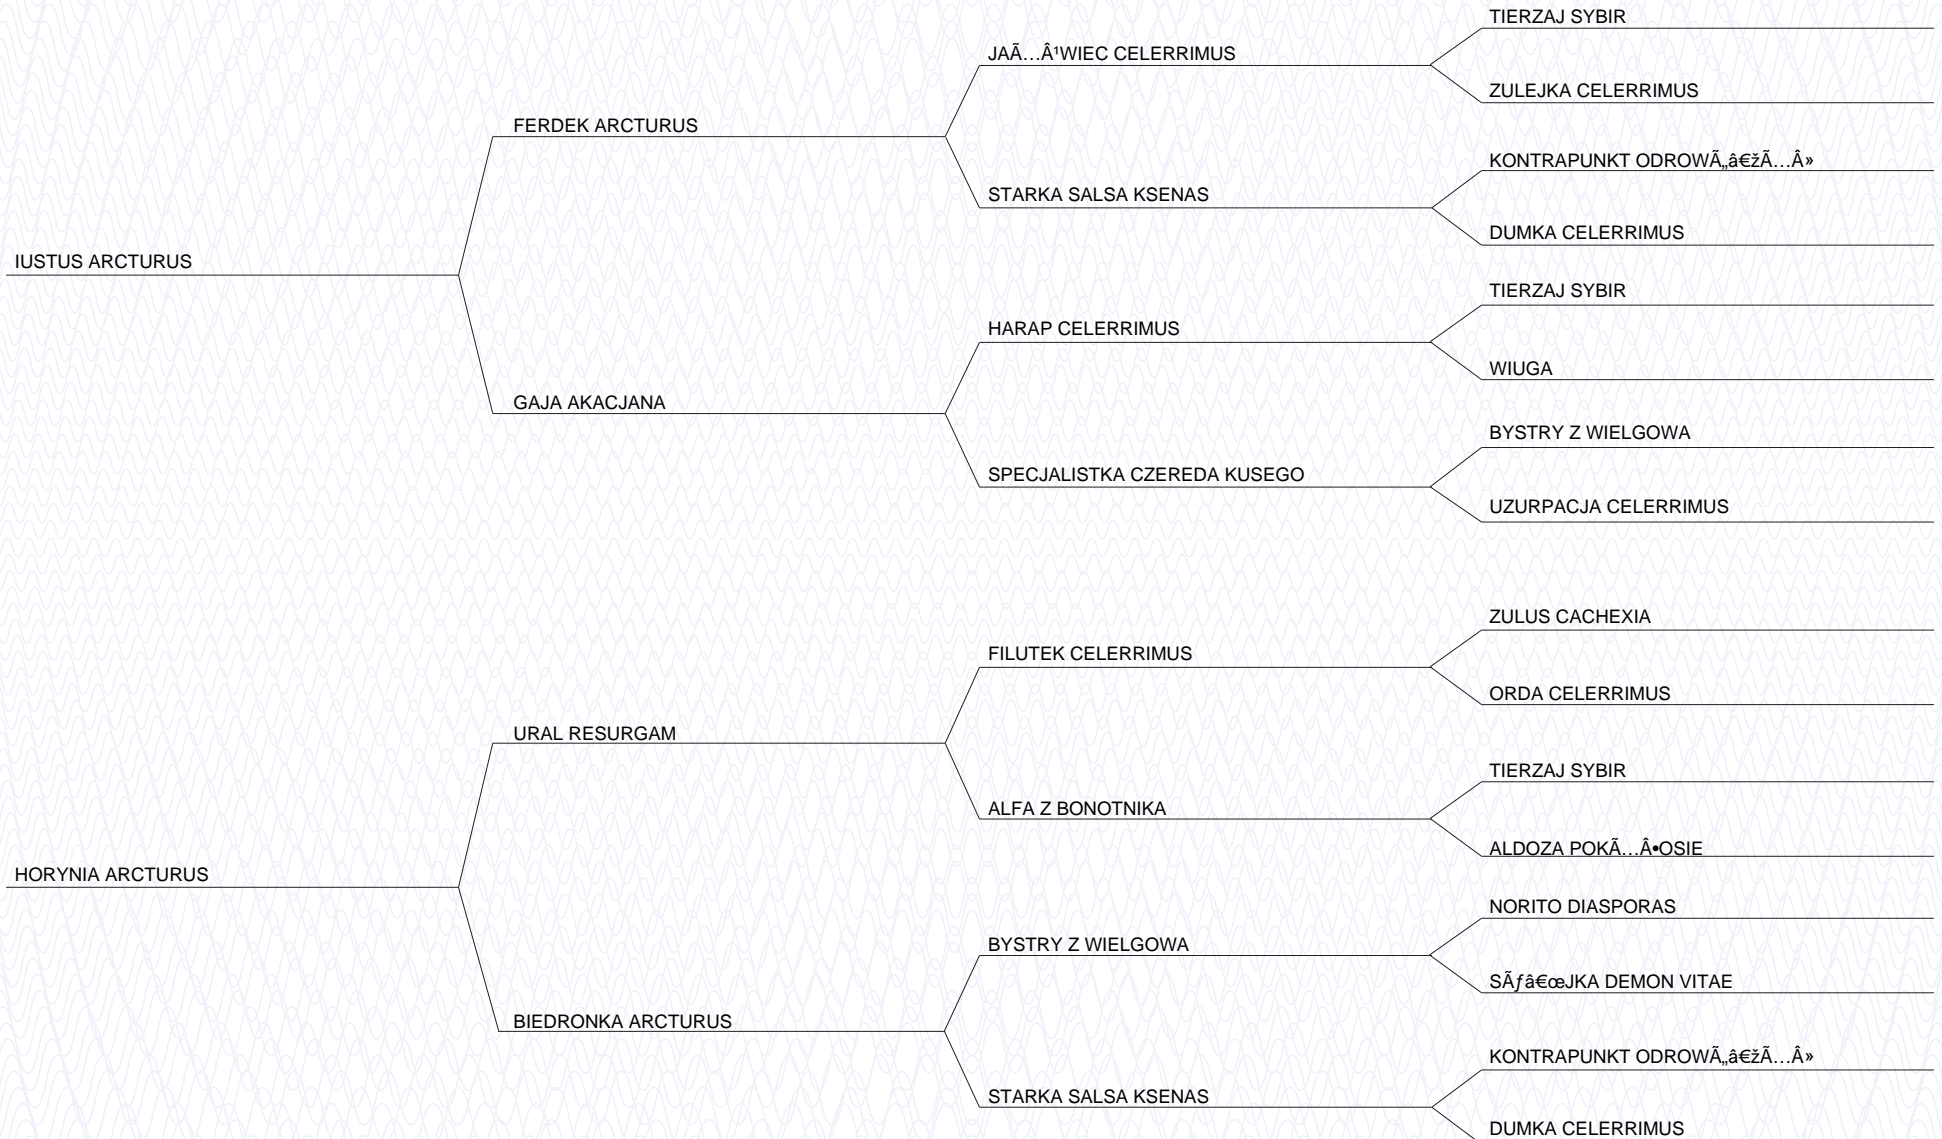 TIERZAJ SYBIR
JAÃ…Â¹WIEC CELERRIMUS
ZULEJKA CELERRIMUS
FERDEK ARCTURUS
KONTRAPUNKT ODROWÃ„â€žÃ…Â»
STARKA SALSA KSENAS
DUMKA CELERRIMUS
IUSTUS ARCTURUS
TIERZAJ SYBIR
HARAP CELERRIMUS
WIUGA
GAJA AKACJANA
BYSTRY Z WIELGOWA
SPECJALISTKA CZEREDA KUSEGO
UZURPACJA CELERRIMUS
ZULUS CACHEXIA
FILUTEK CELERRIMUS
ORDA CELERRIMUS
URAL RESURGAM
TIERZAJ SYBIR
ALFA Z BONOTNIKA
ALDOZA POKÃ…Â•OSIE
HORYNIA ARCTURUS
NORITO DIASPORAS
BYSTRY Z WIELGOWA
SÃƒâ€œJKA DEMON VITAE
BIEDRONKA ARCTURUS
KONTRAPUNKT ODROWÃ„â€žÃ…Â»
STARKA SALSA KSENAS
DUMKA CELERRIMUS